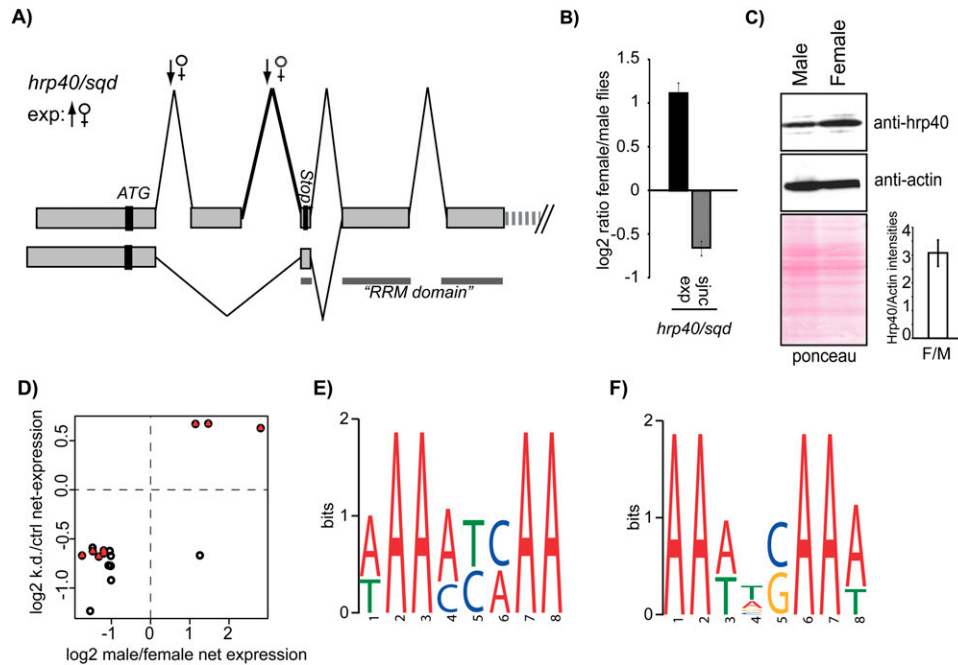 A)
hrp40/sqd
exp:
ATG
Stop
"RRM domain"
B)
log2 ratio female/male flies
1.5
1
0.5
0
-0.5
-1
exp
sjnc
hrp40/sqd
C)
Male
Female
anti-hrp40
anti-actin
ponceau
Hrp40/Actin intensities
4
3
2
1
0
F/M
D)
log2 k.d./ctrl net-expression
0.5
0.0
-0.5
-1.0
-1 0 1 2
log2 male/female net expression
E)
bits
2
1
0
A A A A T C A A
T C C A
1 2 3 4 5 6 7 8
F)
bits
2
1
0
A A A T C A A A
T A G T
1 2 3 4 5 6 7 8